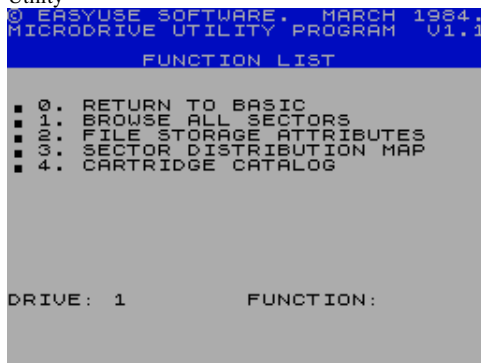 Utility
© EASYUSE SOFTWARE. MARCH 1984.
MICRODRIVE UTILITY PROGRAM V1.1
FUNCTION LIST
0. RETURN TO BASIC
1. BROWSE ALL SECTORS
2. FILE STORAGE ATTRIBUTES
3. SECTOR DISTRIBUTION MAP
4. CARTRIDGE CATALOG
DRIVE: 1 FUNCTION: